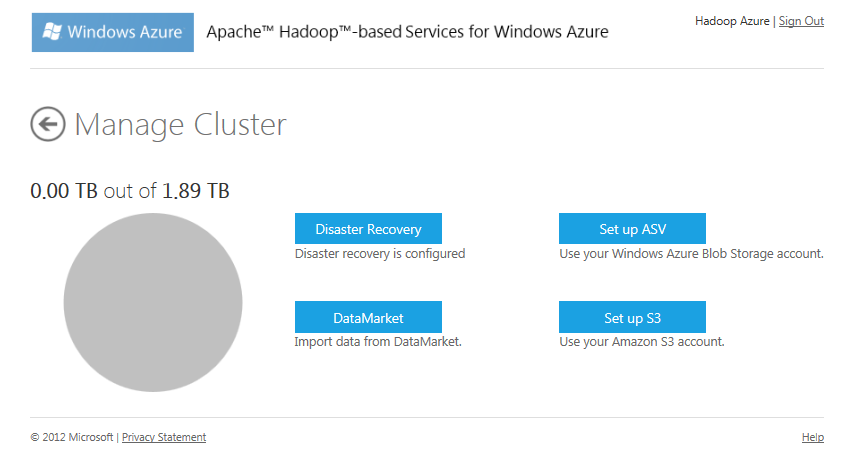 Windows Azure Apache™ Hadoop™-based Services for Windows Azure Hadoop Azure | Sign Out
Manage Cluster
0.00 TB out of 1.89 TB
Disaster Recovery Set up ASV
Disaster recovery is configured Use your Windows Azure Blob Storage account.
DataMarket Set up S3
Import data from DataMarket. Use your Amazon S3 account.
© 2012 Microsoft | Privacy Statement Help